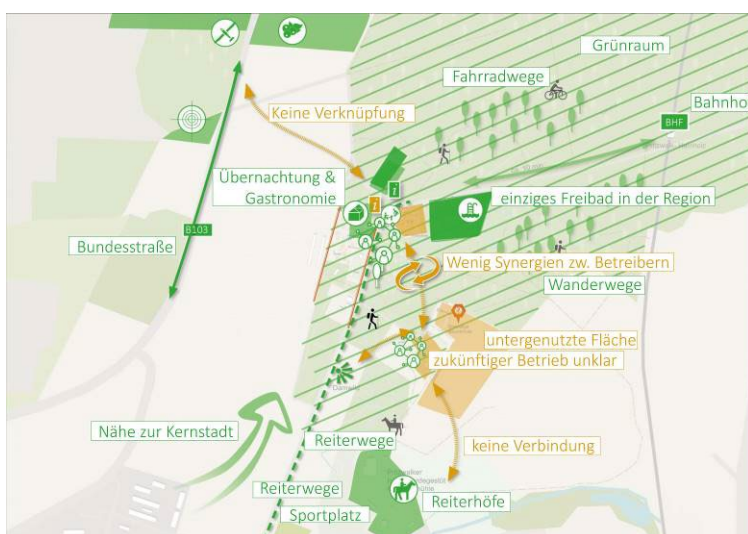 Grünraum
Fahrradwege
Bahnho
BHF
Keine Verknüpfung
Übernachtung &
Gastronomie
i
i
einziges Freibad in der Region
B103
Bundesstraße
Wenig Synergien zw. Betreibern
Wanderwege
untergenutzte Fläche
zukünftiger Betrieb unklar
Nähe zur Kernstadt
Reiterwege
keine Verbindung
Reiterwege
Reiterhöfe
Sportplatz